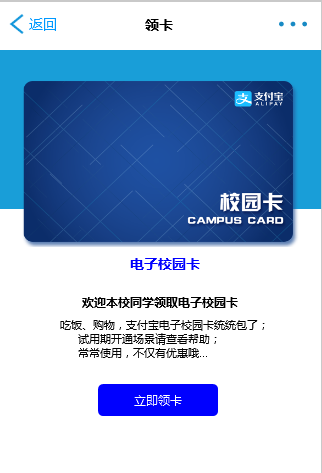 返回
领卡
支付宝
ALIPAY
校园卡
CAMPUS CARD
电子校园卡
欢迎本校同学领取电子校园卡
吃饭、购物，支付宝电子校园卡统统包了；
试用期开通场景请查看帮助；
常常使用，不仅有优惠哦...
立即领卡